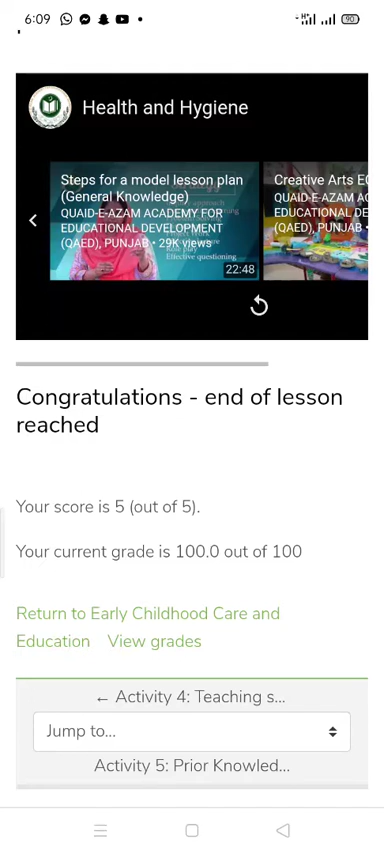 6:09
90
Health and Hygiene
Steps for a model lesson plan
(General Knowledge)
QUAID-E-AZAM ACADEMY FOR
EDUCATIONAL DEVELOPMENT
(QAED), PUNJAB • 29K views
Effective questioning
22:48
Creative Arts E
QUAID-E-AZAM A
EDUCATIONAL DE
(QAED), PUNJAB •
Congratulations - end of lesson
reached
Your score is 5 (out of 5).
Your current grade is 100.0 out of 100
Return to Early Childhood Care and
Education View grades
← Activity 4: Teaching s...
Jump to...
Activity 5: Prior Knowled...